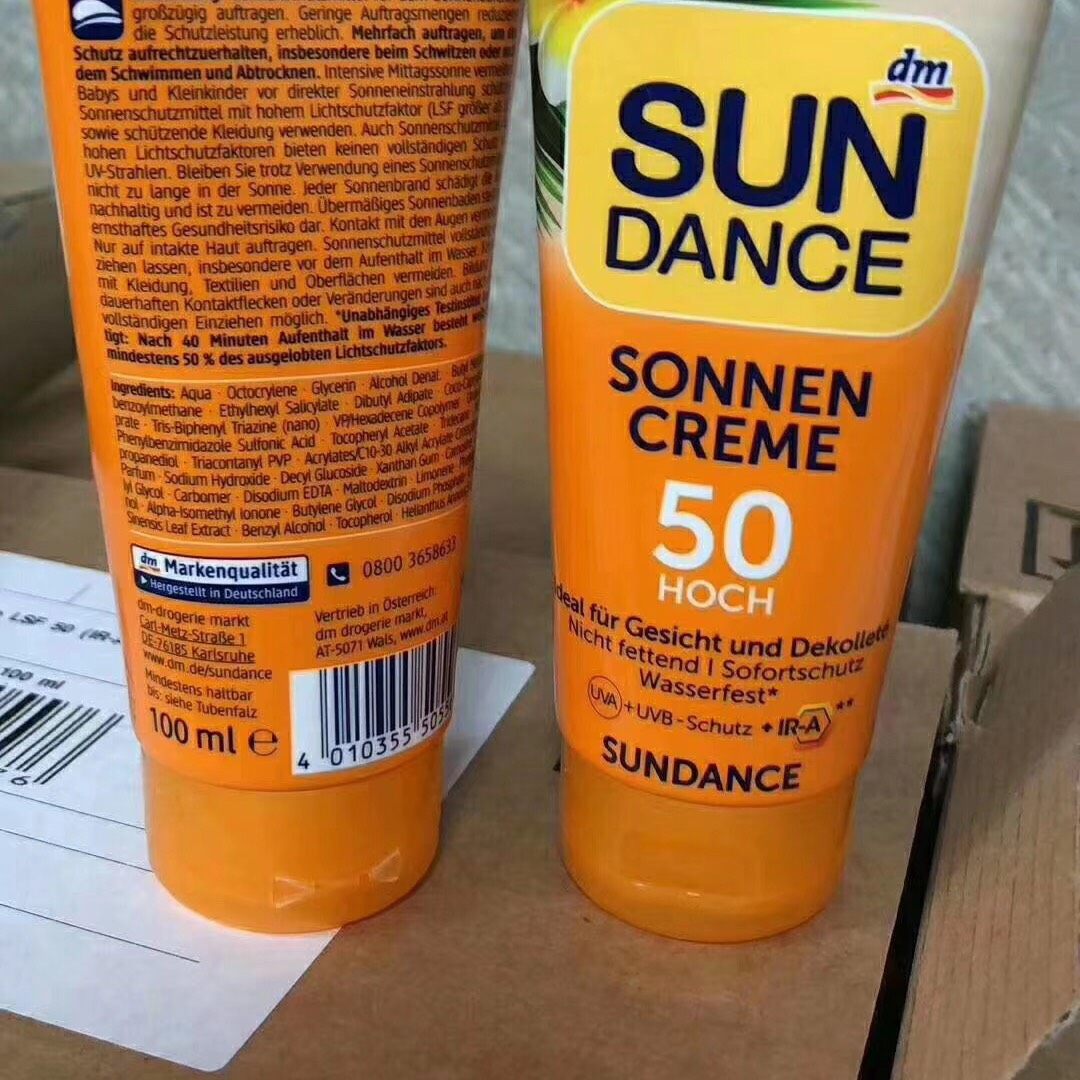 großzügig auftragen. Geringe Auftragsmengen
die Schutzleistung erheblich. Mehrfach auftragen, um
Schutz aufrechtzuerhalten, insbesondere beim Schwitzen oder
dem Schwimmen und Abtrocknen. Intensive Mittagssonne
Babys und Kleinkinder vor direkter Sonneneinstrahlung
Sonnenschutzmittel mit hohem Lichtschutzfaktor (LSF größer
sowie schützende Kleidung verwenden. Auch
hohen Lichtschutzfaktoren bieten keinen vollständigen
UV-Strahlen. Bleiben Sie trotz Verwendung eines
nicht zu lange in der Sonne. Jeder Sonnenbrand schädigt
nachhaltig und ist zu vermeiden. Übermäßiges Sonnenbaden
ernsthaftes Gesundheitsrisiko dar. Kontakt mit den Augen
Nur auf intakte Haut auftragen. Sonnenschutzmittel
ziehen lassen, insbesondere vor dem Aufenthalt im Wasser.
mit Kleidung, Textilien und Oberflächen vermeiden.
dauerhaften Kontaktflecken oder Veränderungen sind auch
vollständigen Einziehen möglich. *Unabhängiges
tigt: Nach 40 Minuten Aufenthalt im Wasser besteht
mindestens 50 % des ausgelobten Lichtschutzfaktors.
Ingredients: Aqua · Octocrylene · Glycerin · Alcohol Denat. · Butyl
benzoylmethane · Ethylhexyl Salicylate · Dibutyl Adipate ·
prate · Tris-Biphenyl Triazine (nano) · VP/Hexadecene Copolymer
Phenylbenzimidazole Sulfonic Acid · Tocopheryl Acetate
propanediol · Triacontanyl PVP · Acrylates/C10-30 Alkyl Acrylate
Parfum · Sodium Hydroxide · Decyl Glucoside · Xanthan Gum
lyl Glycol · Carbomer · Disodium EDTA · Maltodextrin · Limonene
nol · Alpha-Isomethyl Ionone · Butylene Glycol · Disodium
Sinensis Leaf Extract · Benzyl Alcohol · Tocopherol · Helianthus
dm Markenqualität
Hergestellt in Deutschland
0800 3658633
dm-drogerie markt
Carl-Metz-Straße 1
DE-76185 Karlsruhe
www.dm.de/sundance
Vertrieb in Österreich:
dm drogerie markt,
AT-5071 Wals, www.dm.at
Mindestens haltbar
bis: siehe Tubenfalz
100 ml e
4 010355
LSF 50
100 ml
dm
SUN
DANCE
SONNEN
CREME
50
HOCH
für Gesicht und Dekolleté
Nicht fettend | Sofortschutz
Wasserfest*
UVA + UVB-Schutz + IR-A**
SUNDANCE